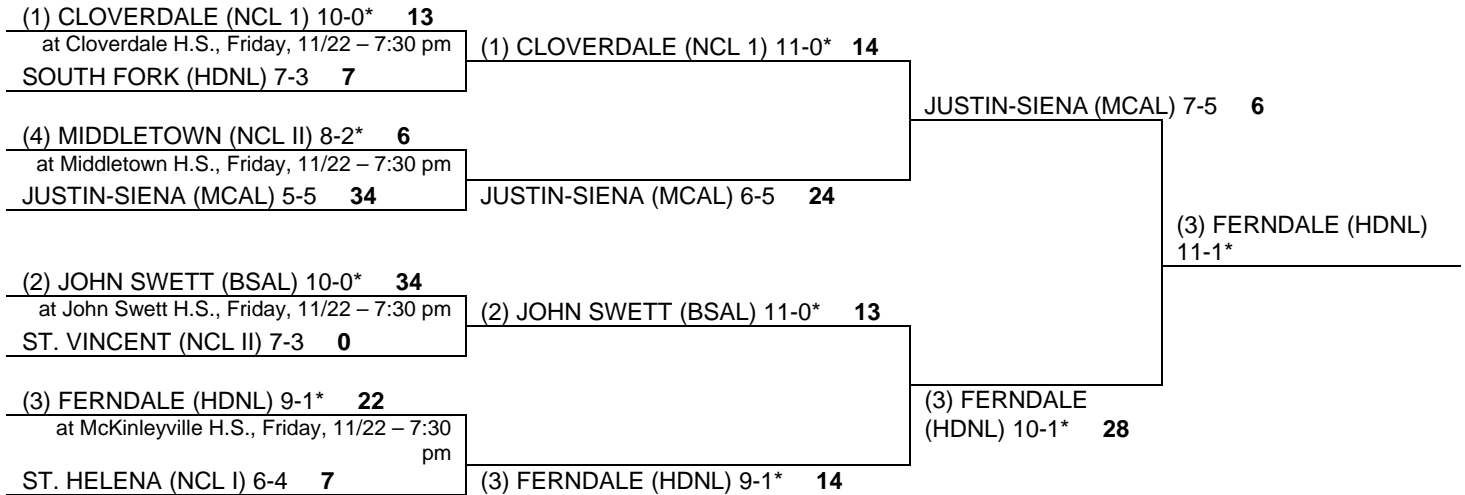 (1) CLOVERDALE (NCL 1) 10-0* 13
at Cloverdale H.S., Friday, 11/22 – 7:30 pm
SOUTH FORK (HDNL) 7-3 7
(4) MIDDLETOWN (NCL II) 8-2* 6
at Middletown H.S., Friday, 11/22 – 7:30 pm
JUSTIN-SIENA (MCAL) 5-5 34
(2) JOHN SWETT (BSAL) 10-0* 34
at John Swett H.S., Friday, 11/22 – 7:30 pm
ST. VINCENT (NCL II) 7-3 0
(3) FERNDALE (HDNL) 9-1* 22
at McKinleyville H.S., Friday, 11/22 – 7:30
pm
ST. HELENA (NCL I) 6-4 7
(1) CLOVERDALE (NCL 1) 11-0* 14
JUSTIN-SIENA (MCAL) 6-5 24
(2) JOHN SWETT (BSAL) 11-0* 13
(3) FERNDALE (HDNL) 9-1* 14
JUSTIN-SIENA (MCAL) 7-5 6
(3) FERNDALE
(HDNL) 10-1* 28
(3) FERNDALE (HDNL)
11-1*